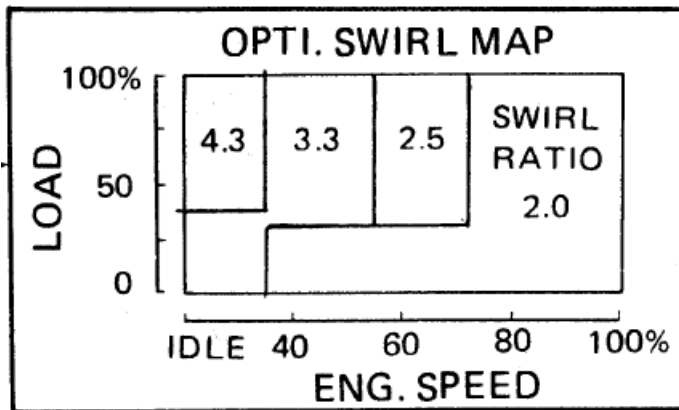 OPTI. SWIRL MAP
100%
50
0
LOAD
4.3
3.3
2.5
SWIRL
RATIO
2.0
IDLE 40 60 80 100%
ENG. SPEED